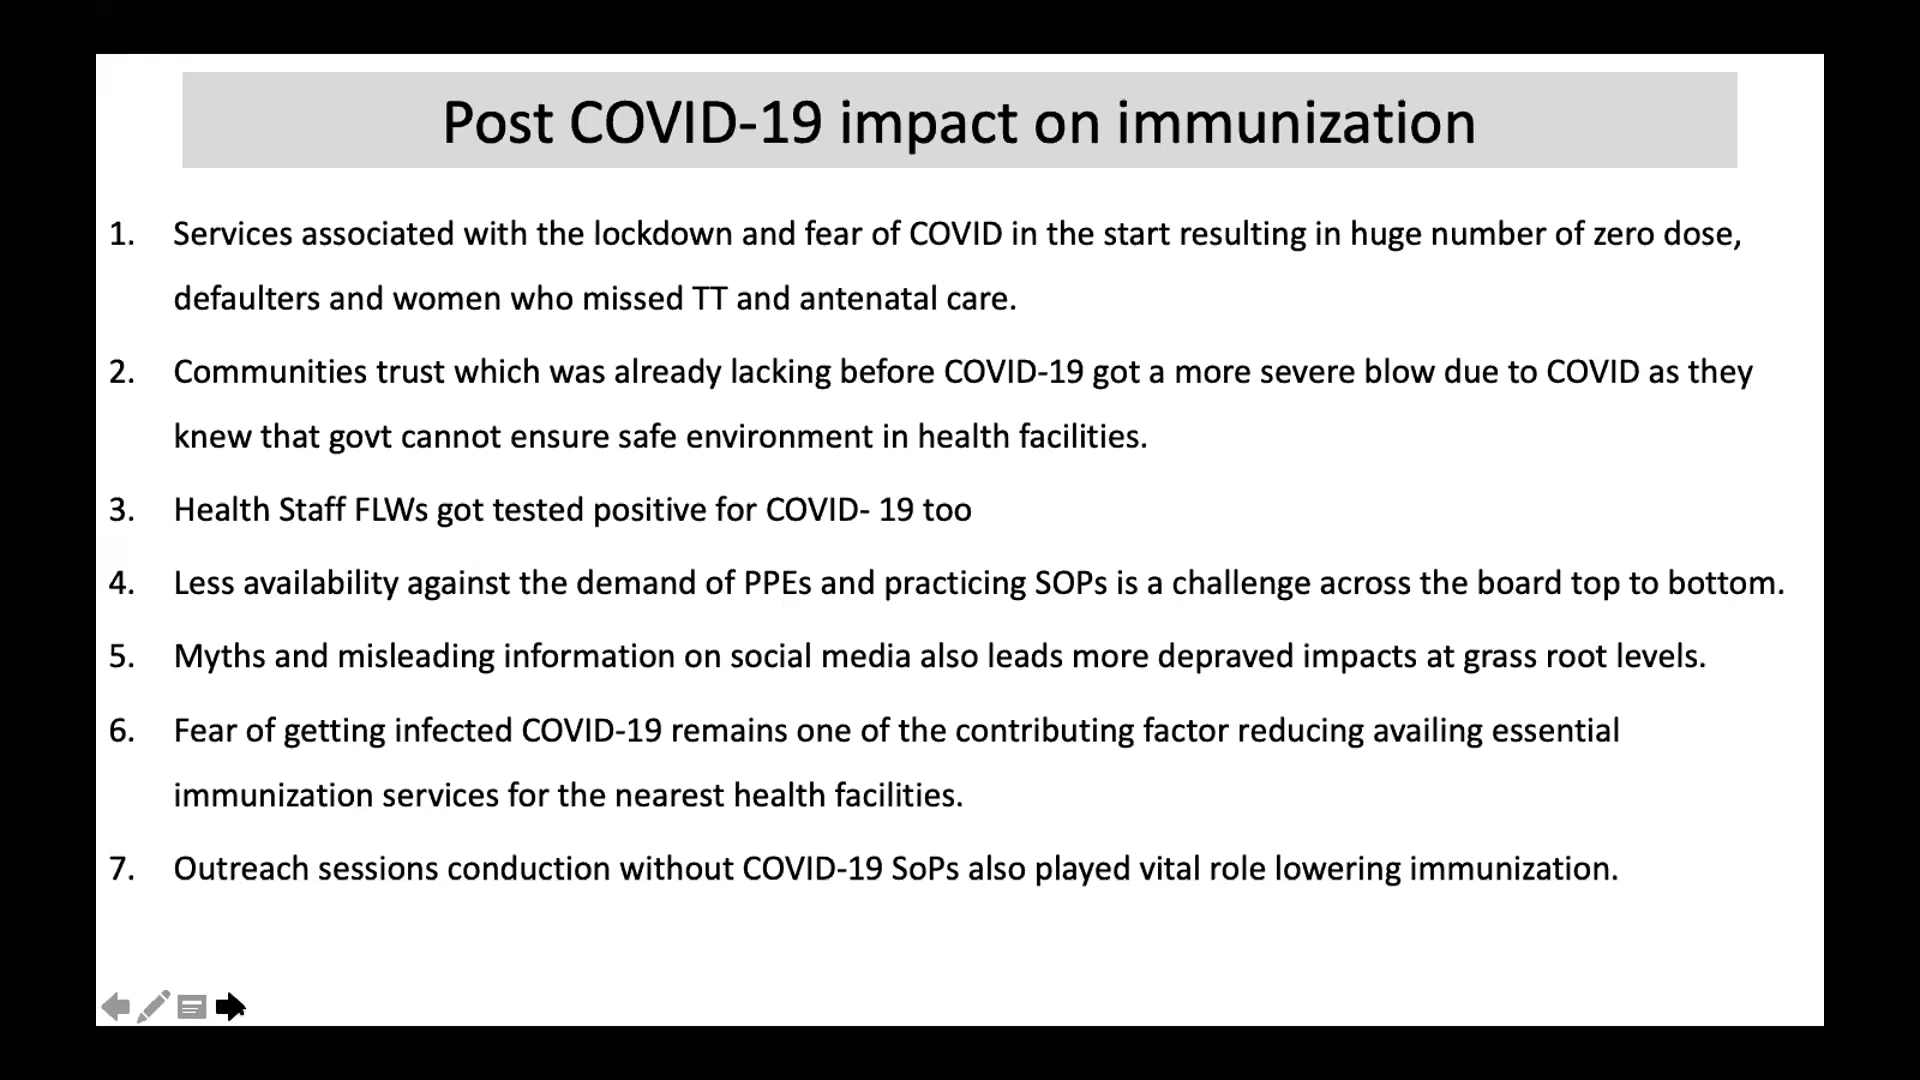 Post COVID-19 impact on immunization
1. Services associated with the lockdown and fear of COVID in the start resulting in huge number of zero dose,
defaulters and women who missed TT and antenatal care.
2. Communities trust which was already lacking before COVID-19 got a more severe blow due to COVID as they
knew that govt cannot ensure safe environment in health facilities.
3. Health Staff FLWs got tested positive for COVID- 19 too
4. Less availability against the demand of PPEs and practicing SOPs is a challenge across the board top to bottom.
5. Myths and misleading information on social media also leads more depraved impacts at grass root levels.
6. Fear of getting infected COVID-19 remains one of the contributing factor reducing availing essential
immunization services for the nearest health facilities.
7. Outreach sessions conduction without COVID-19 SoPs also played vital role lowering immunization.